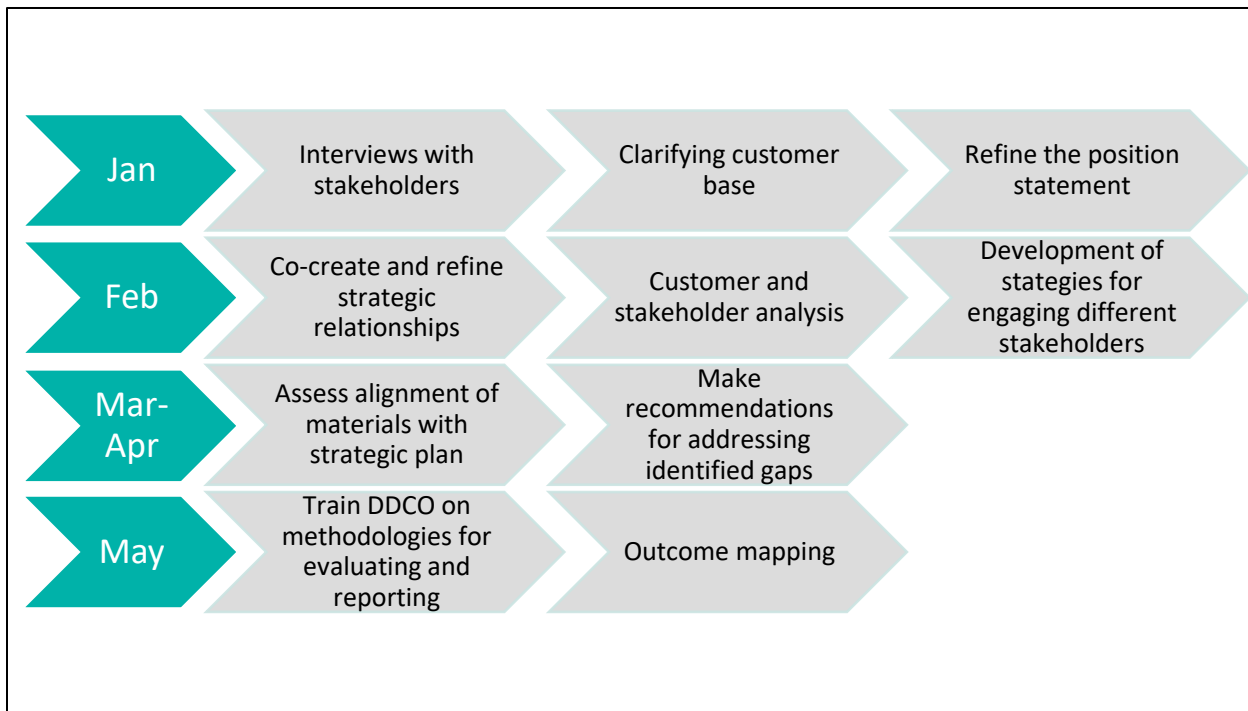 Jan
Interviews with
stakeholders
Clarifying customer
base
Refine the position
statement
Feb
Co-create and refine
strategic
relationships
Customer and
stakeholder analysis
Development of
stategies for
engaging different
stakeholders
Mar-
Apr
Assess alignment of
materials with
strategic plan
Make
recommendations
for addressing
identified gaps
May
Train DDCO on
methodologies for
evaluating and
reporting
Outcome mapping